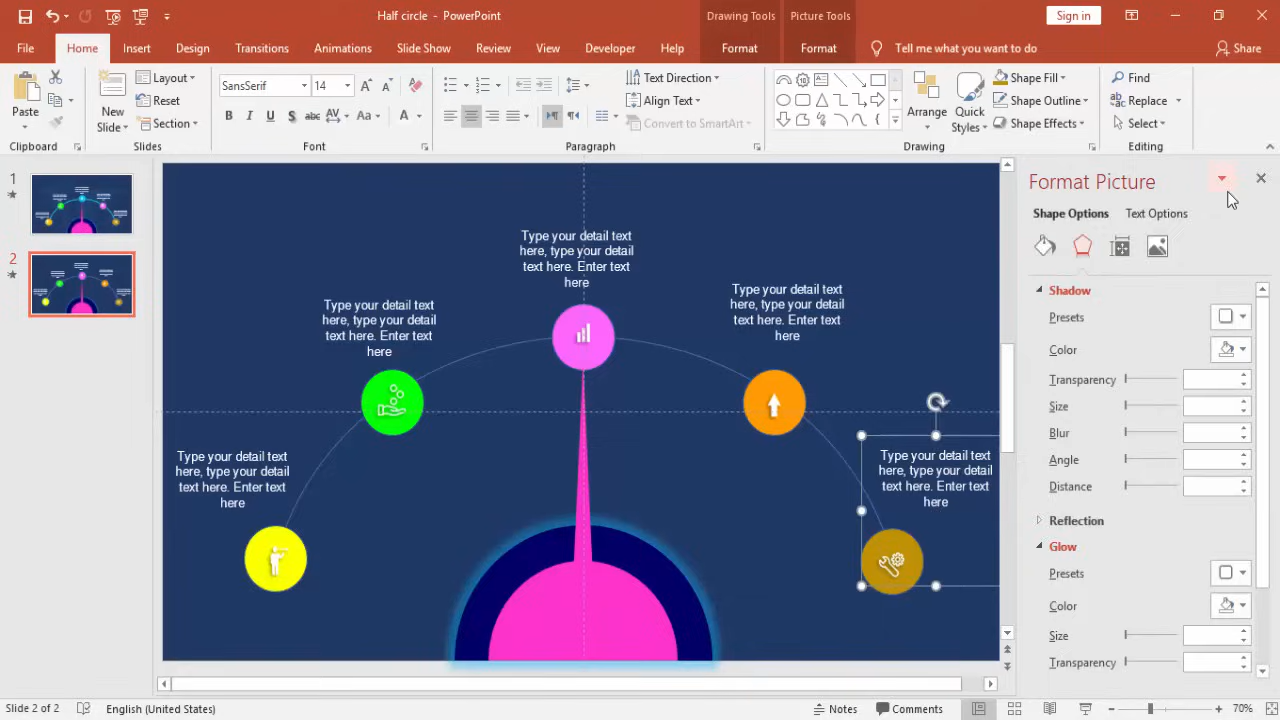 Half circle - PowerPoint
Drawing Tools
Picture Tools
Sign in
File
Home
Insert
Design
Transitions
Animations
Slide Show
Review
View
Developer
Help
Format
Format
Tell me what you want to do
Share
Paste
New
Slide
Layout
Reset
Section
SansSerif
14
B I U S abc AV Aa A
Text Direction
Align Text
Convert to SmartArt
Arrange
Quick
Styles
Shape Fill
Shape Outline
Shape Effects
Find
Replace
Select
Clipboard
Slides
Font
Paragraph
Drawing
Editing
1
2
Type your detail text
here, type your detail
text here. Enter text
here
Type your detail text
here, type your detail
text here. Enter text
here
Type your detail text
here, type your detail
text here. Enter text
here
Type your detail text
here, type your detail
text here. Enter text
here
Type your detail text
here, type your detail
text here. Enter text
here
Format Picture
Shape Options
Text Options
Shadow
Presets
Color
Transparency
Size
Blur
Angle
Distance
Reflection
Glow
Presets
Color
Size
Transparency
Slide 2 of 2
English (United States)
Notes
Comments
70%